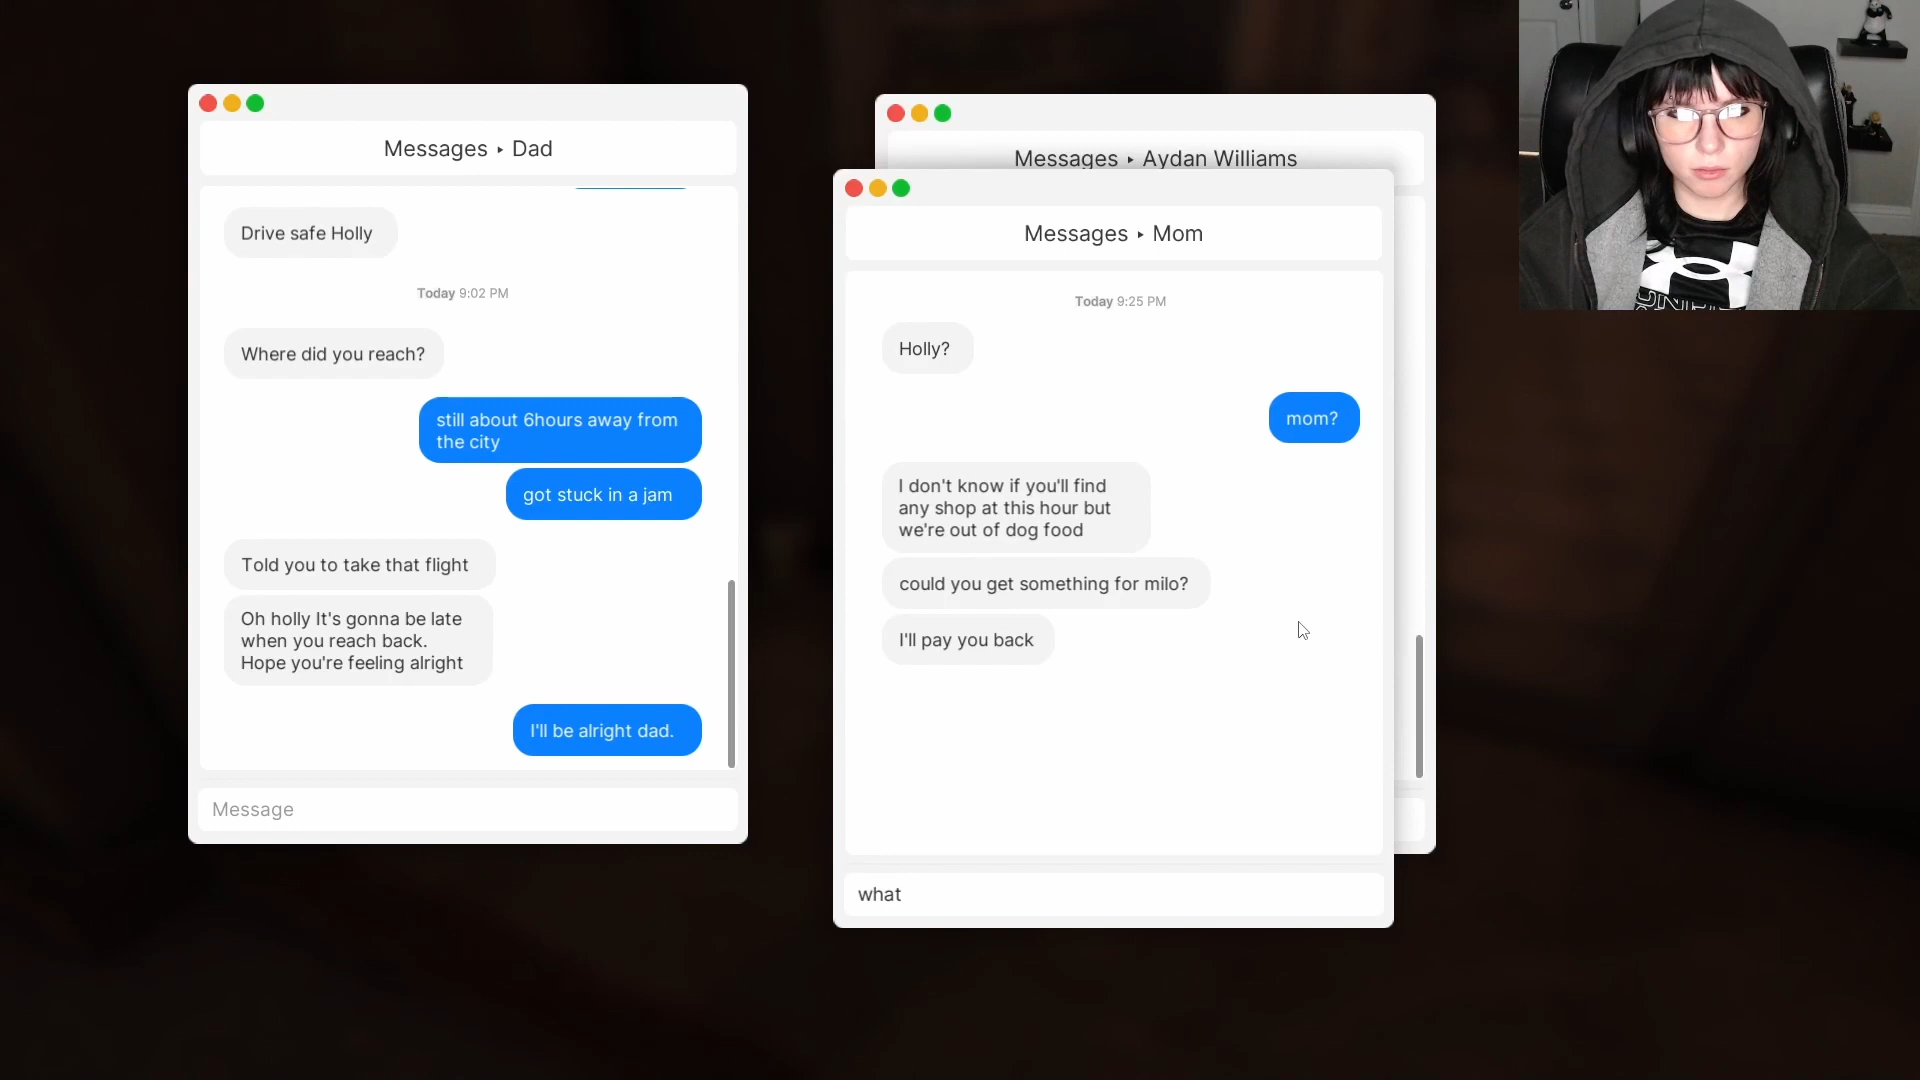 Messages ‣ Dad
Drive safe Holly
Today 9:02 PM
Where did you reach?
still about 6hours away from
the city
got stuck in a jam
Told you to take that flight
Oh holly It's gonna be late
when you reach back.
Hope you're feeling alright
I'll be alright dad.
Message
Messages ‣ Aydan Williams
Messages ‣ Mom
Today 9:25 PM
Holly?
mom?
I don't know if you'll find
any shop at this hour but
we're out of dog food
could you get something for milo?
I'll pay you back
what